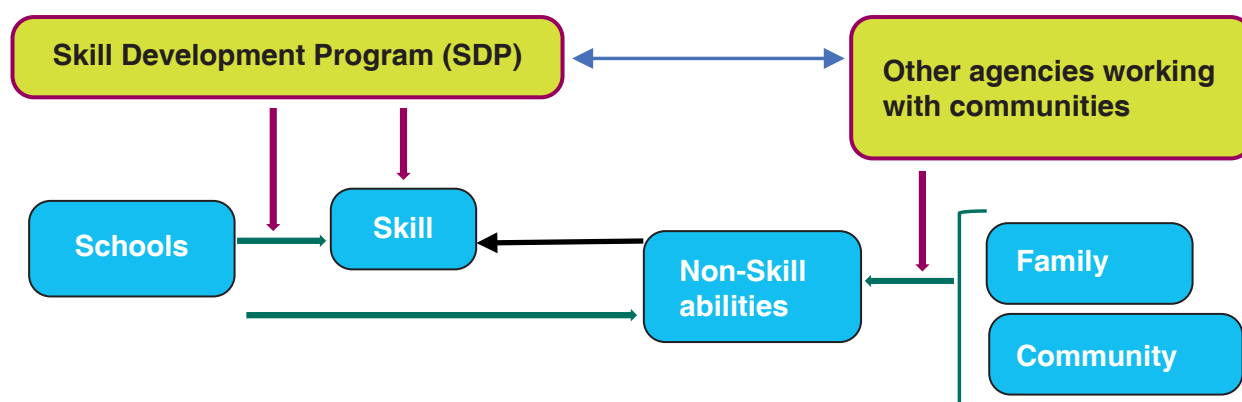 Skill Development Program (SDP)
Other agencies working
with communities
Schools
Skill
Non-Skill
abilities
Family
Community